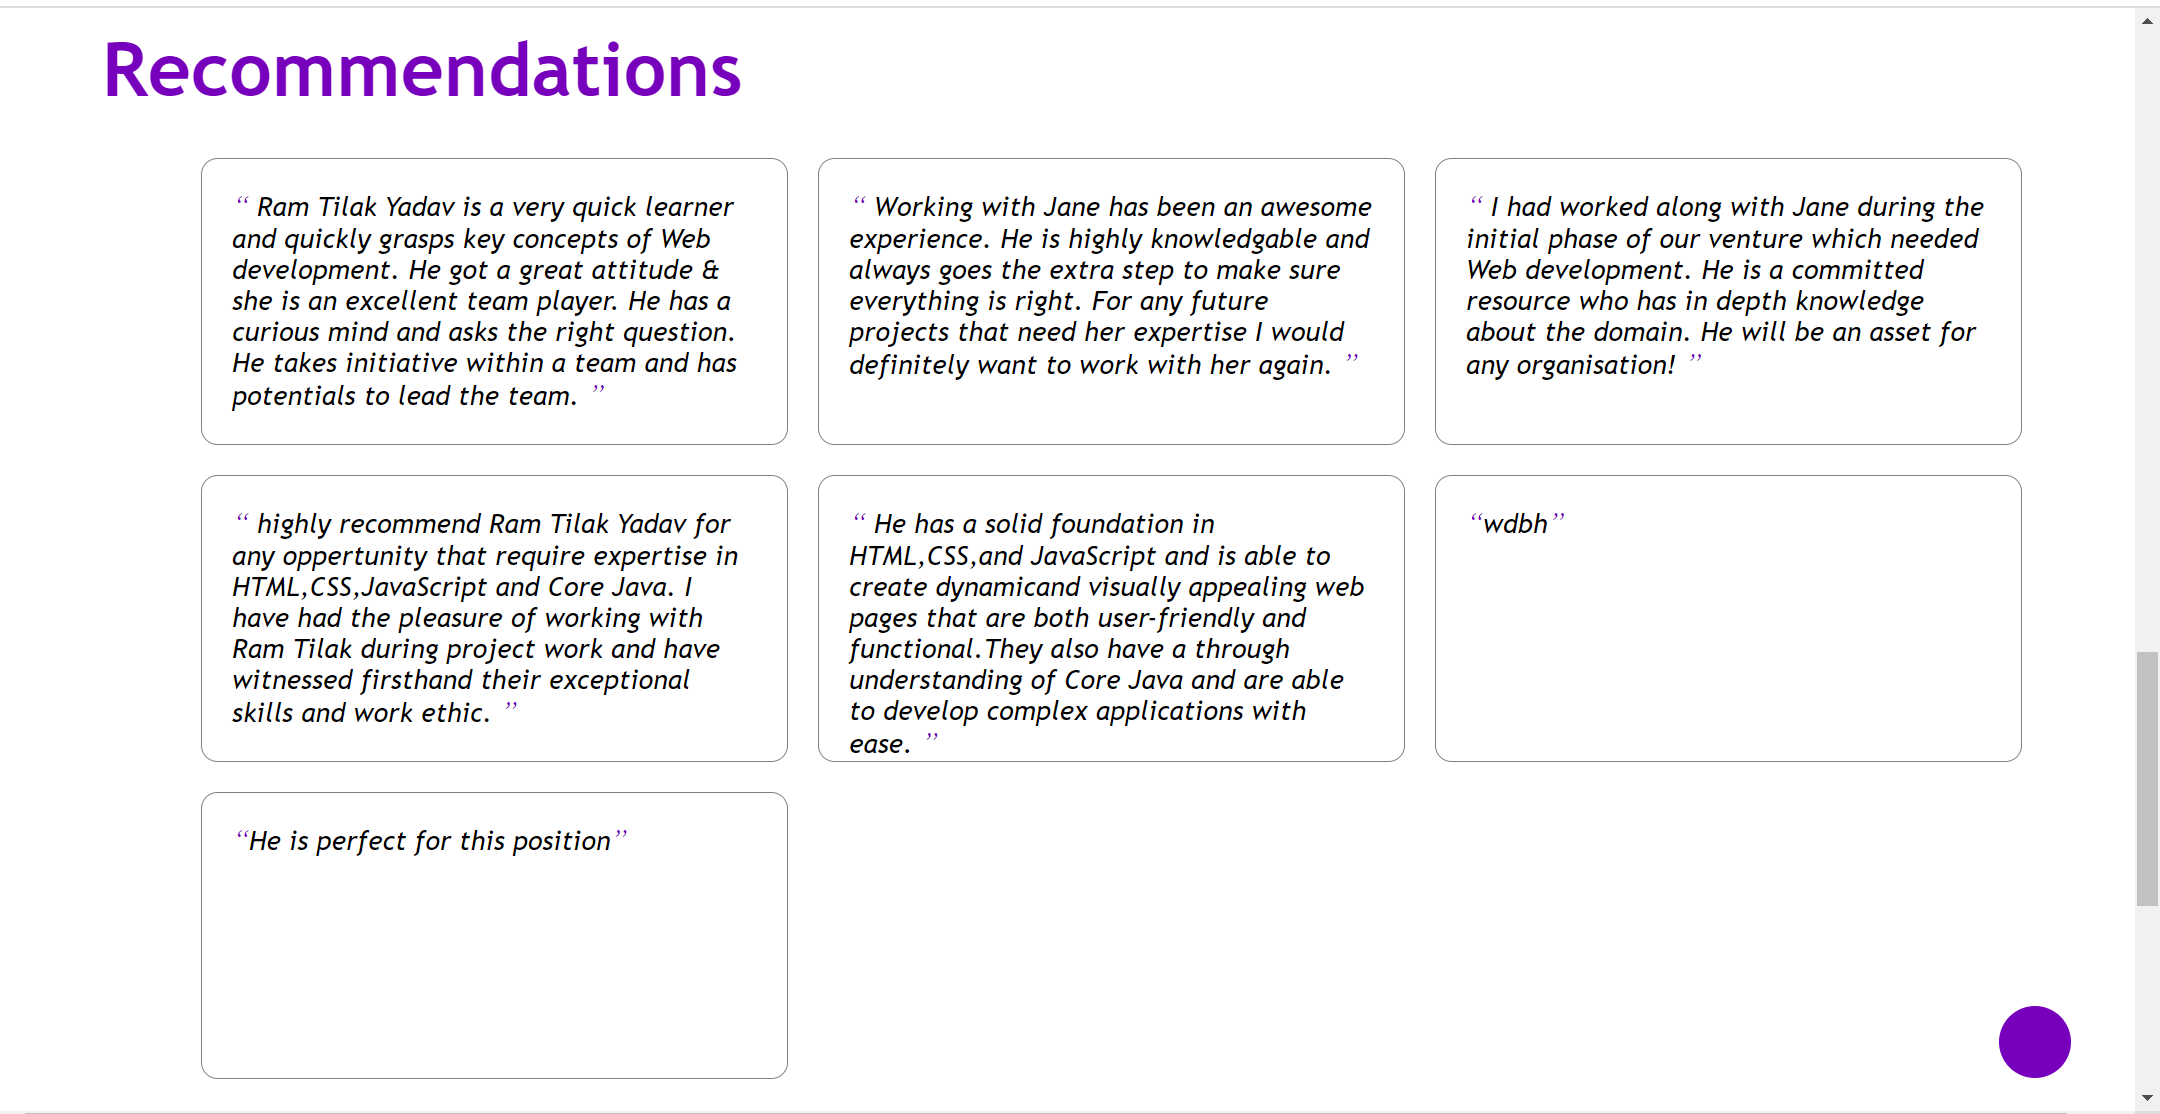 Recommendations
“ Ram Tilak Yadav is a very quick learner
and quickly grasps key concepts of Web
development. He got a great attitude &
she is an excellent team player. He has a
curious mind and asks the right question.
He takes initiative within a team and has
potentials to lead the team. ”
“ Working with Jane has been an awesome
experience. He is highly knowledgable and
always goes the extra step to make sure
everything is right. For any future
projects that need her expertise I would
definitely want to work with her again. ”
“ I had worked along with Jane during the
initial phase of our venture which needed
Web development. He is a committed
resource who has in depth knowledge
about the domain. He will be an asset for
any organisation! ”
“ highly recommend Ram Tilak Yadav for
any oppertunity that require expertise in
HTML,CSS,JavaScript and Core Java. I
have had the pleasure of working with
Ram Tilak during project work and have
witnessed firsthand their exceptional
skills and work ethic. ”
“ He has a solid foundation in
HTML,CSS,and JavaScript and is able to
create dynamicand visually appealing web
pages that are both user-friendly and
functional.They also have a through
understanding of Core Java and are able
to develop complex applications with
ease. ”
“wdbh”
“He is perfect for this position”